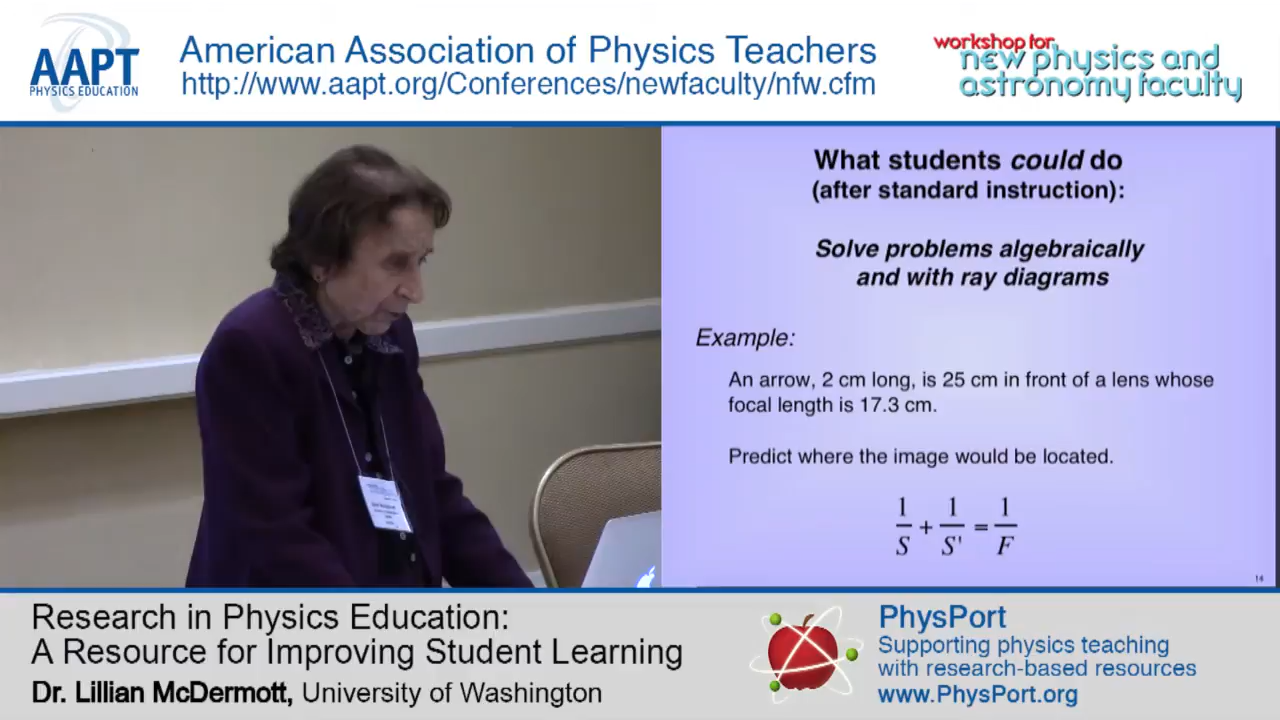 AAPT
PHYSICS EDUCATION
American Association of Physics Teachers
http://www.aapt.org/Conferences/newfaculty/nfw.cfm
workshop for
new physics and
astronomy faculty
What students could do
(after standard instruction):
Solve problems algebraically
and with ray diagrams
Example:
An arrow, 2 cm long, is 25 cm in front of a lens whose
focal length is 17.3 cm.
Predict where the image would be located.
1/S + 1/S' = 1/F
14
Research in Physics Education:
A Resource for Improving Student Learning
Dr. Lillian McDermott, University of Washington
PhysPort
Supporting physics teaching
with research-based resources
www.PhysPort.org